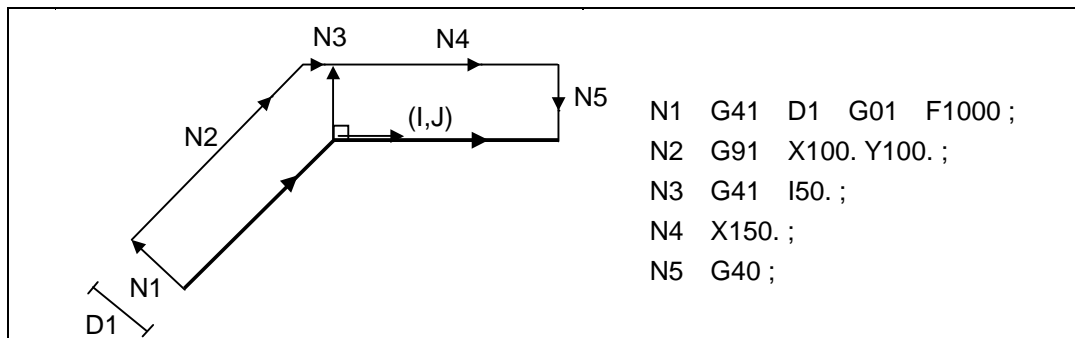 N3
N4
N5
N2
(I,J)
N1
D1
N1 G41 D1 G01 F1000 ;
N2 G91 X100. Y100. ;
N3 G41 I50. ;
N4 X150. ;
N5 G40 ;